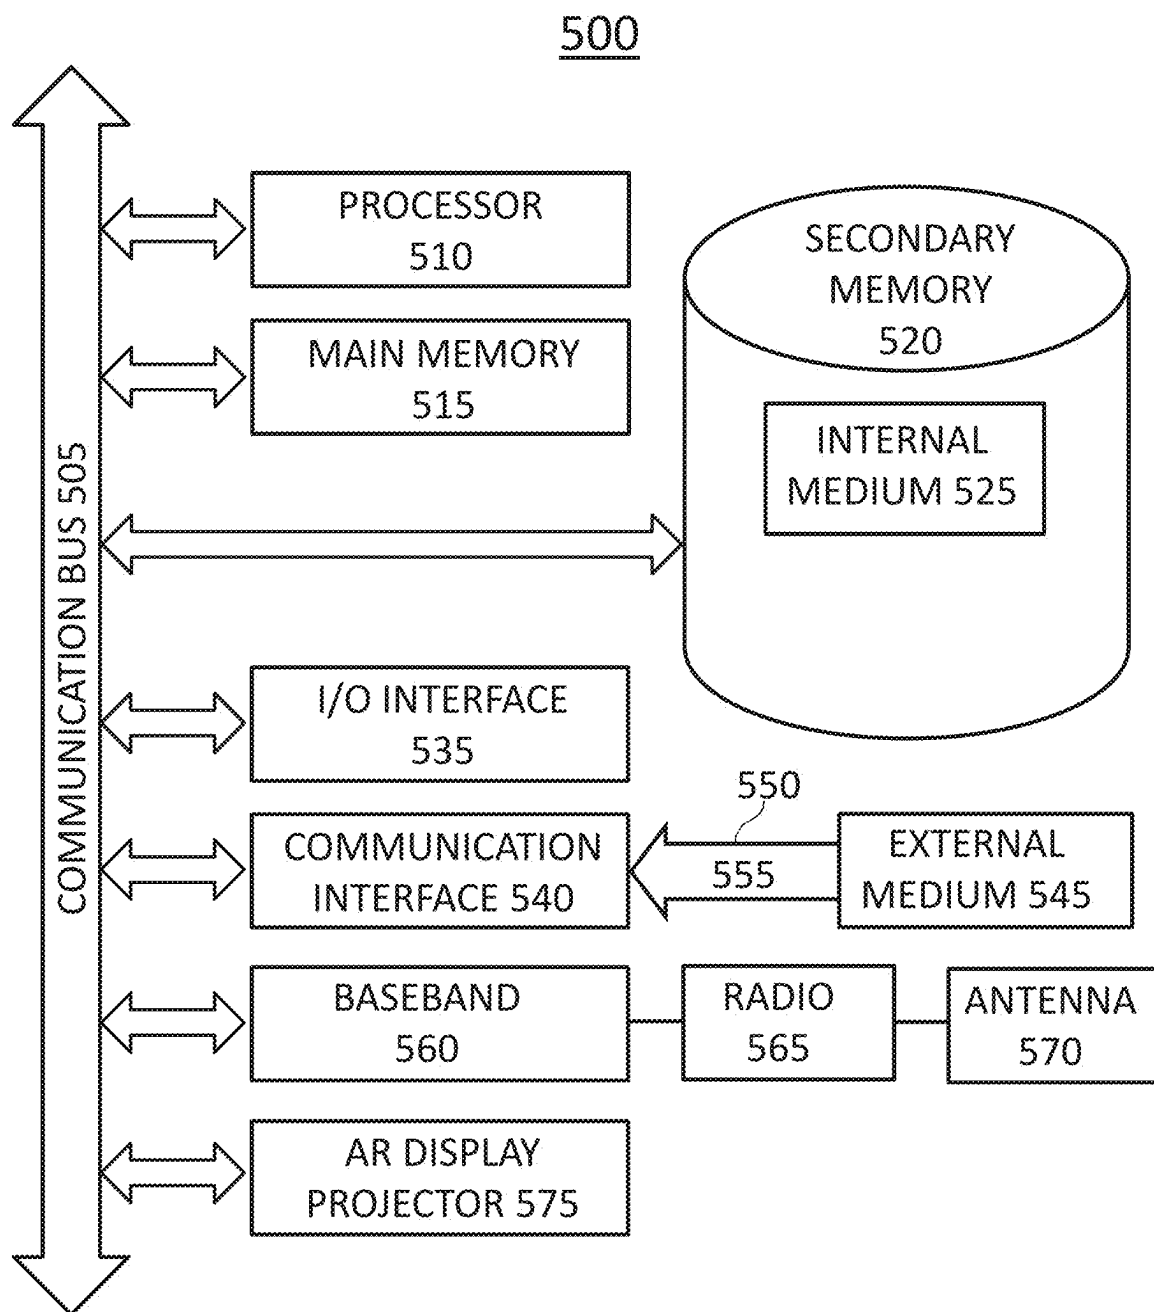 500
COMMUNICATION BUS 505
PROCESSOR
510
MAIN MEMORY
515
SECONDARY
MEMORY
520
INTERNAL
MEDIUM 525
I/O INTERFACE
535
COMMUNICATION
INTERFACE 540
550
555
EXTERNAL
MEDIUM 545
BASEBAND
560
RADIO
565
ANTENNA
570
AR DISPLAY
PROJECTOR 575